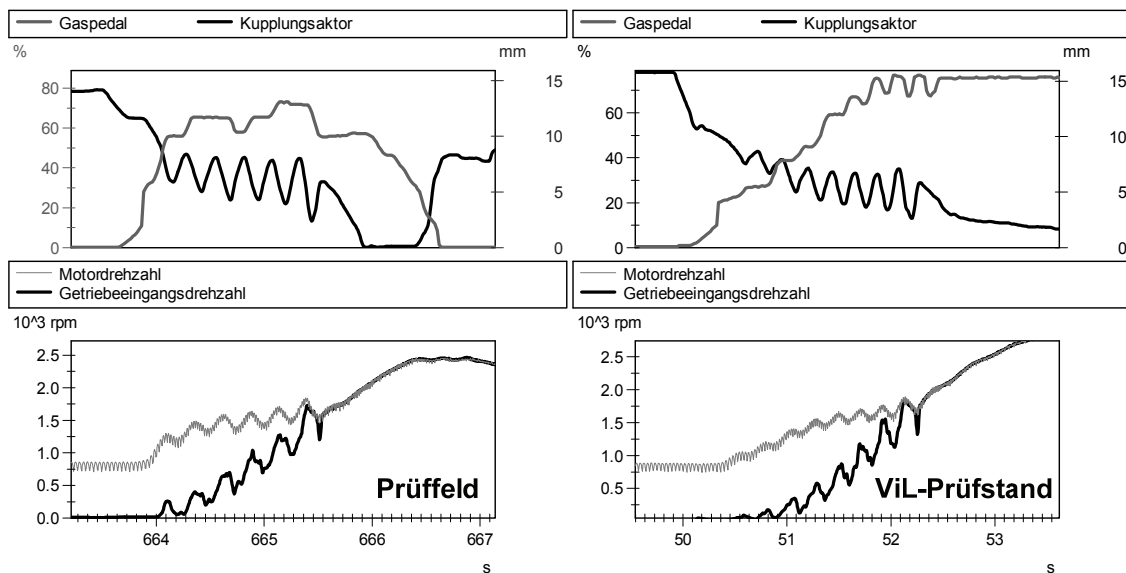 Gaspedal Kupplungsaktor
% mm
80
60
40
20
0
15
10
5
0
Motordrehzahl
Getriebeeingangsdrehzahl
10^3 rpm
2.5
2.0
1.5
1.0
0.5
0.0
Prüffeld
664 665 666 667
s
Gaspedal Kupplungsaktor
% mm
80
60
40
20
0
15
10
5
0
Motordrehzahl
Getriebeeingangsdrehzahl
10^3 rpm
2.5
2.0
1.5
1.0
0.5
0.0
ViL-Prüfstand
50 51 52 53
s